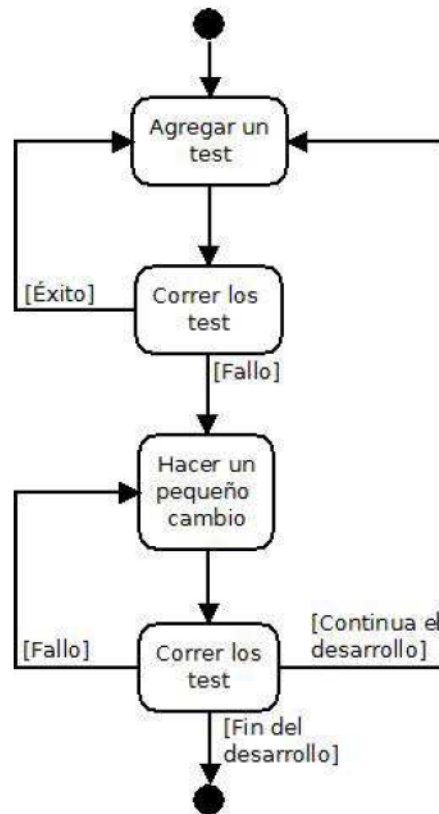 Agregar un
test
[Éxito]
Correr los
test
[Fallo]
Hacer un
pequeño
cambio
[Fallo]
Correr los
test
[Continua el
desarrollo]
[Fin del
desarrollo]